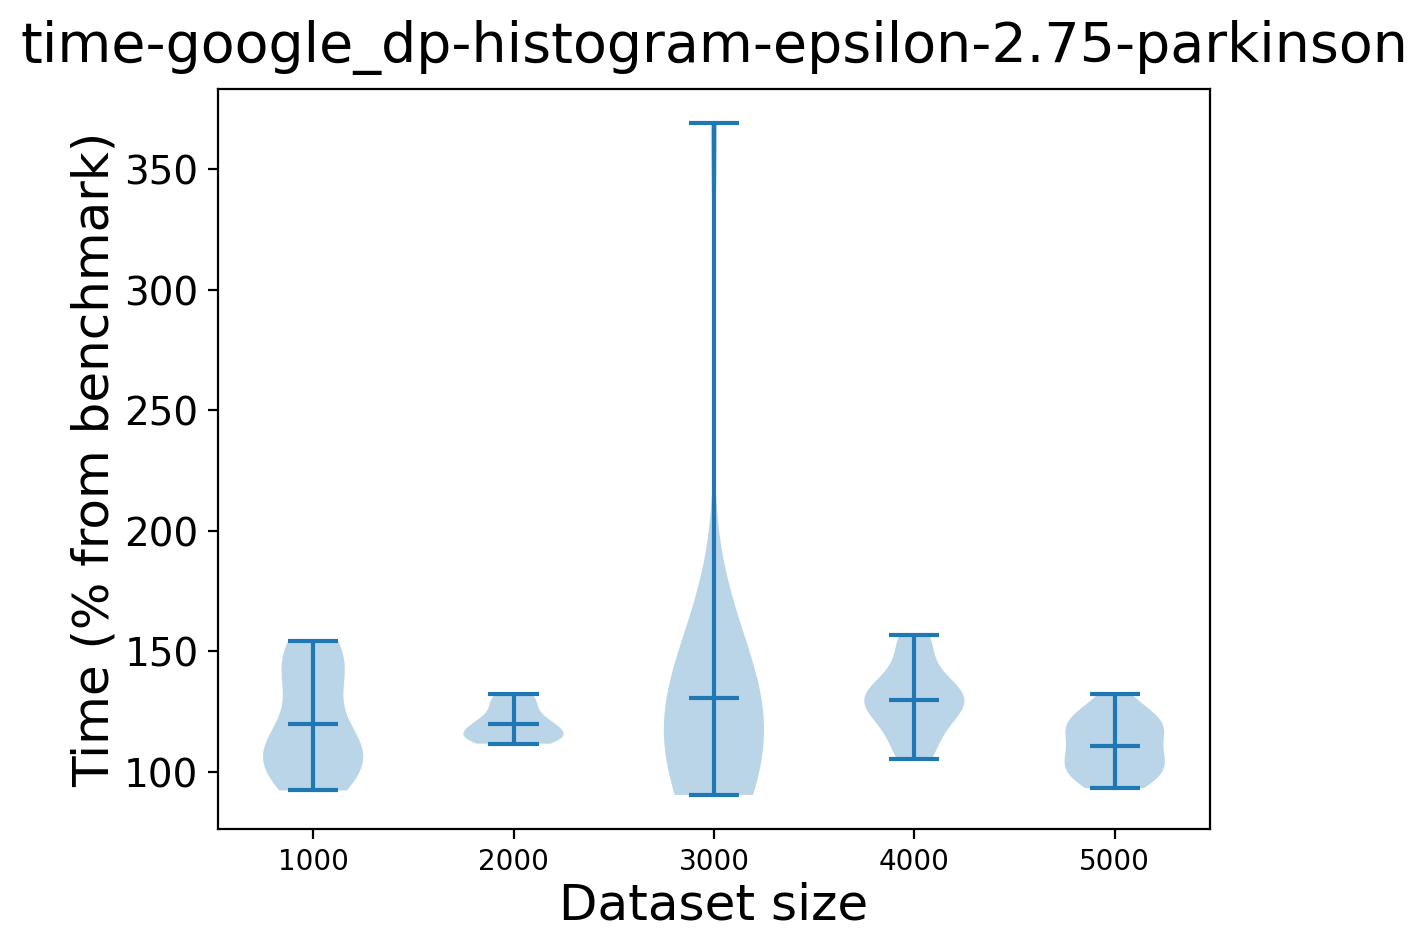 time-google_dp-histogram-epsilon-2.75-parkinson
Time (% from benchmark)
350
300
250
200
150
100
1000 2000 3000 4000 5000
Dataset size